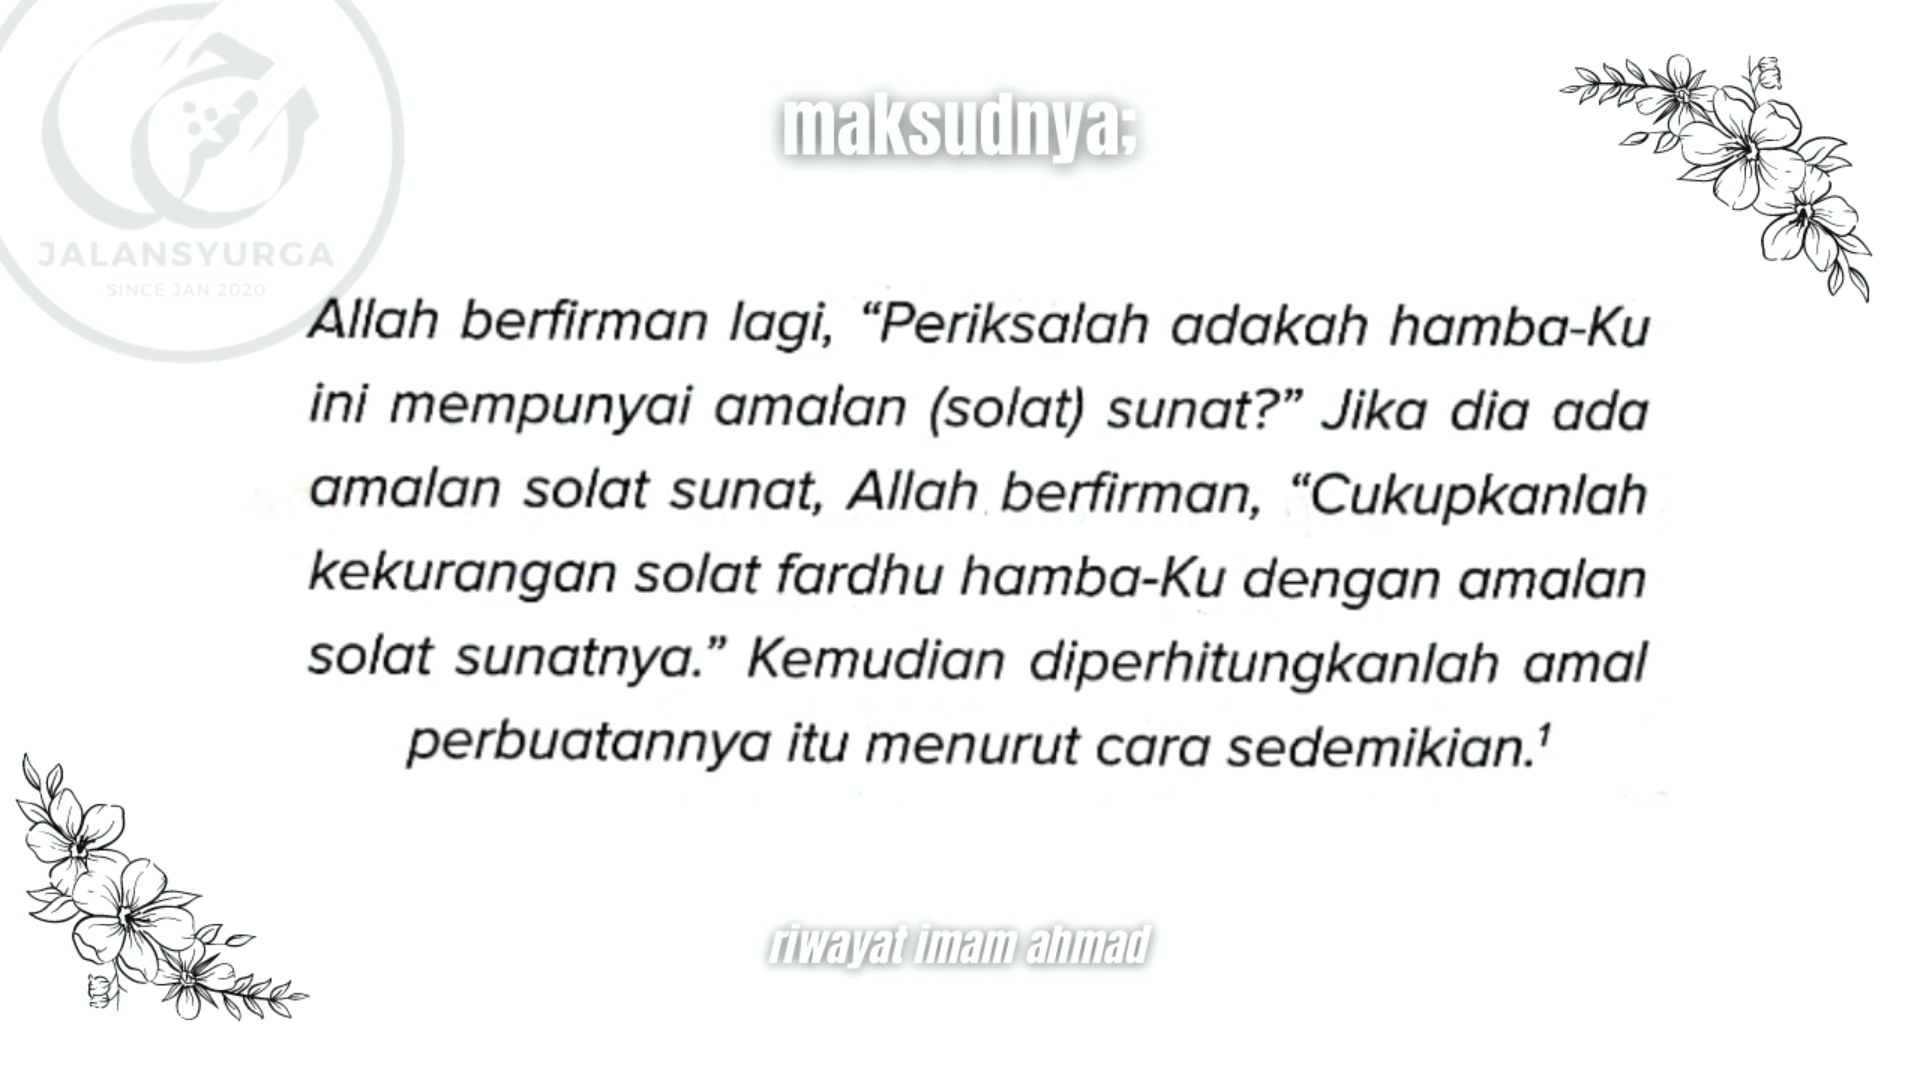 JALANSYURGA
SINCE JAN 2020
maksudnya;
Allah berfirman lagi, “Periksalah adakah hamba-Ku
ini mempunyai amalan (solat) sunat?” Jika dia ada
amalan solat sunat, Allah berfirman, “Cukupkanlah
kekurangan solat fardhu hamba-Ku dengan amalan
solat sunatnya.” Kemudian diperhitungkanlah amal
perbuatannya itu menurut cara sedemikian.¹
riwayat imam ahmad